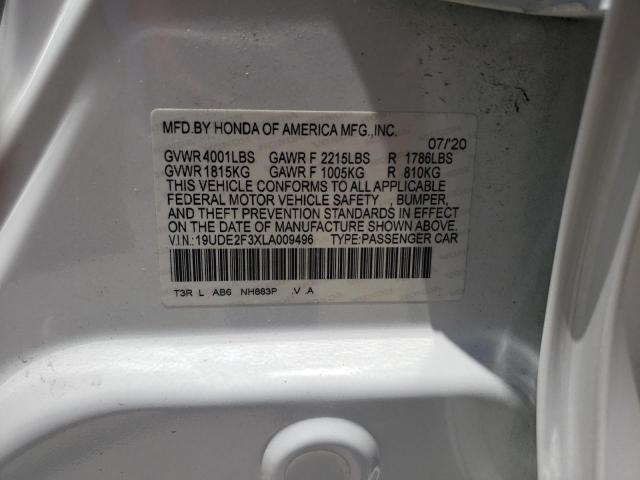 MFD.BY HONDA OF AMERICA MFG.,INC.
07/'20
GVWR 4001LBS GAWR F 2215LBS R 1786LBS
GVWR 1815KG GAWR F 1005KG R 810KG
THIS VEHICLE CONFORMS TO ALL APPLICABLE
FEDERAL MOTOR VEHICLE SAFETY , BUMPER,
AND THEFT PREVENTION STANDARDS IN EFFECT
ON THE DATE OF MANUFACTURE SHOWN ABOVE.
V.I.N.:19UDE2F3XLA009496 TYPE:PASSENGER CAR
T3R L AB6 NH883P .V .A